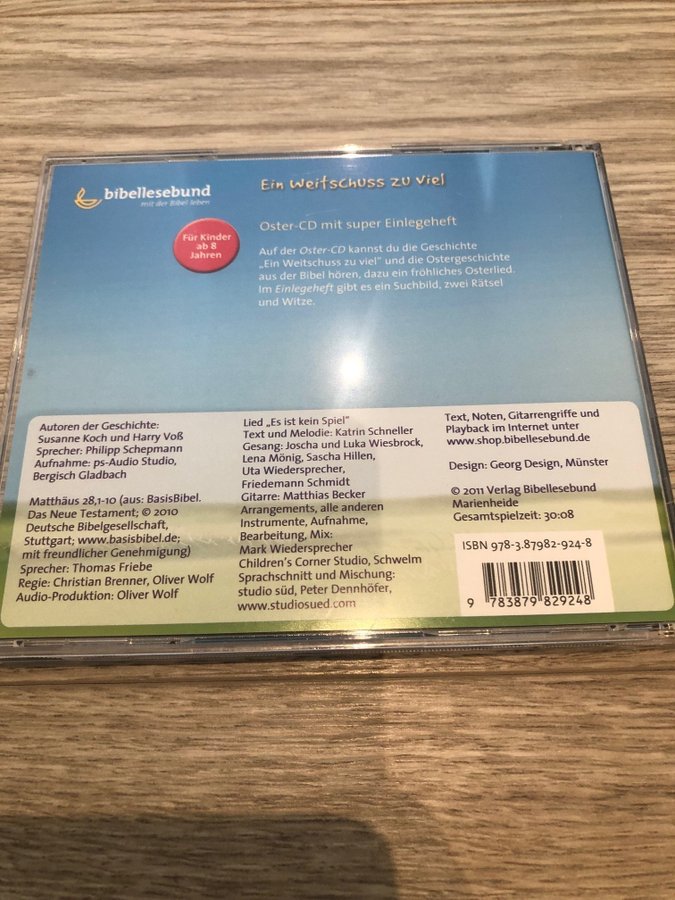 bibellesebund
mit der Bibel leben
Ein Weitschuss zu viel
Für Kinder
ab 8
Jahren
Oster-CD mit super Einlegeheft
Auf der Oster-CD kannst du die Geschichte
„Ein Weitschuss zu viel" und die Ostergeschichte
aus der Bibel hören, dazu ein fröhliches Osterlied.
Im Einlegeheft gibt es ein Suchbild, zwei Rätsel
und Witze.
Autoren der Geschichte:
Susanne Koch und Harry Voß
Sprecher: Philipp Schepmann
Aufnahme: ps-Audio Studio,
Bergisch Gladbach
Matthäus 28,1-10 (aus: BasisBibel.
Das Neue Testament; © 2010
Deutsche Bibelgesellschaft,
Stuttgart; www.basisbibel.de;
mit freundlicher Genehmigung)
Sprecher: Thomas Friebe
Regie: Christian Brenner, Oliver Wolf
Audio-Produktion: Oliver Wolf
Lied „Es ist kein Spiel"
Text und Melodie: Katrin Schneller
Gesang: Joscha und Luka Wiesbrock,
Lena Mönig, Sascha Hillen,
Uta Wiedersprecher,
Friedemann Schmidt
Gitarre: Matthias Becker
Arrangements, alle anderen
Instrumente, Aufnahme,
Bearbeitung, Mix:
Mark Wiedersprecher
Children's Corner Studio, Schwelm
Sprachschnitt und Mischung:
studio süd, Peter Dennhöfer,
www.studiosued.com
Text, Noten, Gitarrengriffe und
Playback im Internet unter
www.shop.bibellesebund.de
Design: Georg Design, Münster
© 2011 Verlag Bibellesebund
Marienheide
Gesamtspielzeit: 30:08
ISBN 978-3-87982-924-8
9 783879 829248